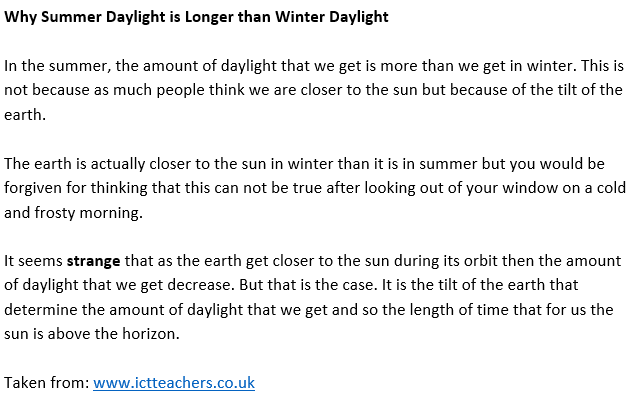 Why Summer Daylight is Longer than Winter Daylight
In the summer, the amount of daylight that we get is more than we get in winter. This is
not because as much people think we are closer to the sun but because of the tilt of the
earth.
The earth is actually closer to the sun in winter than it is in summer but you would be
forgiven for thinking that this can not be true after looking out of your window on a cold
and frosty morning.
It seems strange that as the earth get closer to the sun during its orbit then the amount
of daylight that we get decrease. But that is the case. It is the tilt of the earth that
determine the amount of daylight that we get and so the length of time that for us the
sun is above the horizon.
Taken from: www.ictteachers.co.uk